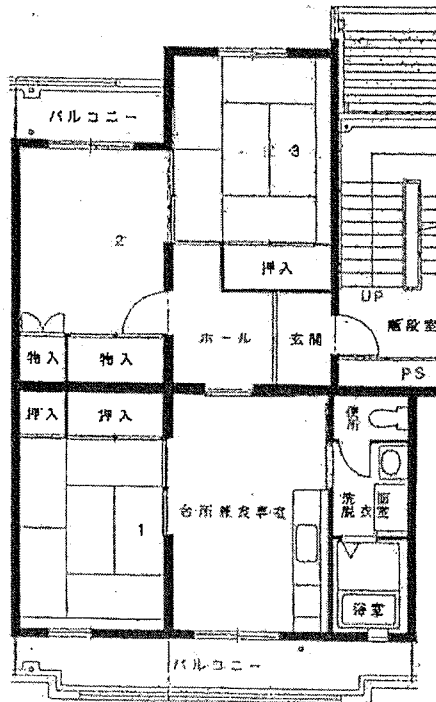 バルコニー
3
2
押入
UP
ホール
玄関
階段室
物入
物入
PS
押入
押入
便所
台所兼食事室
洗面
脱衣室
1
浴室
バルコニー